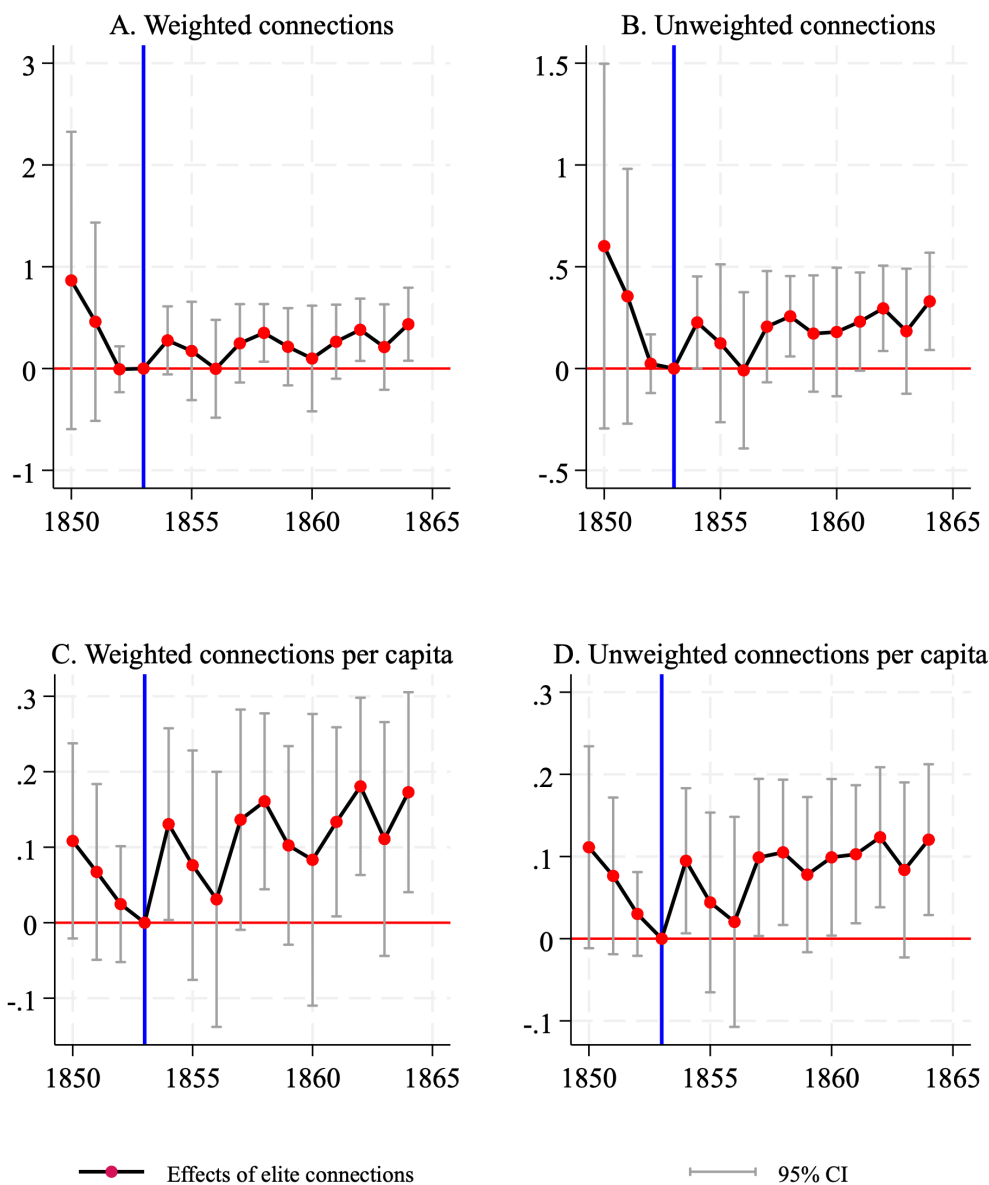 A. Weighted connections
3
2
1
0
-1
1850 1855 1860 1865
B. Unweighted connections
1.5
1
.5
0
-.5
1850 1855 1860 1865
C. Weighted connections per capita
.3
.2
.1
0
-.1
1850 1855 1860 1865
D. Unweighted connections per capita
.3
.2
.1
0
-.1
1850 1855 1860 1865
Effects of elite connections
95% CI